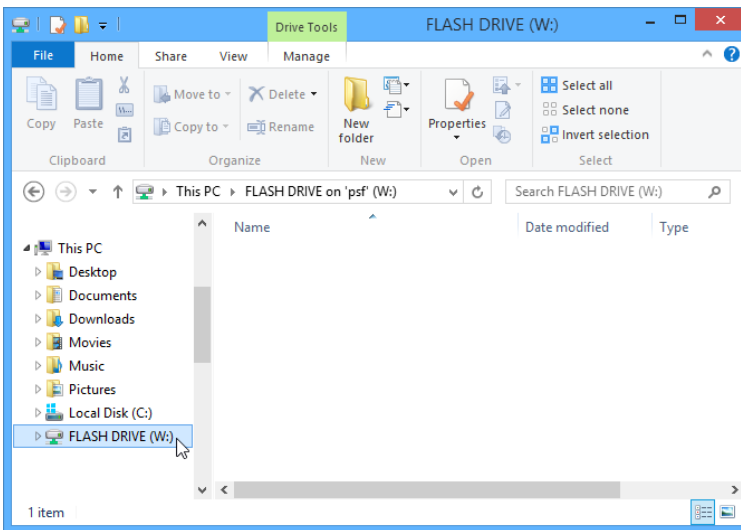 Drive Tools
FLASH DRIVE (W:)
File Home Share View Manage
Copy Paste Move to Copy to Delete Rename New folder Properties Select all Select none Invert selection
Clipboard Organize New Open Select
This PC FLASH DRIVE on 'psf' (W:) Search FLASH DRIVE (W:)
Name Date modified Type
This PC
Desktop
Documents
Downloads
Movies
Music
Pictures
Local Disk (C:)
FLASH DRIVE (W:)
1 item